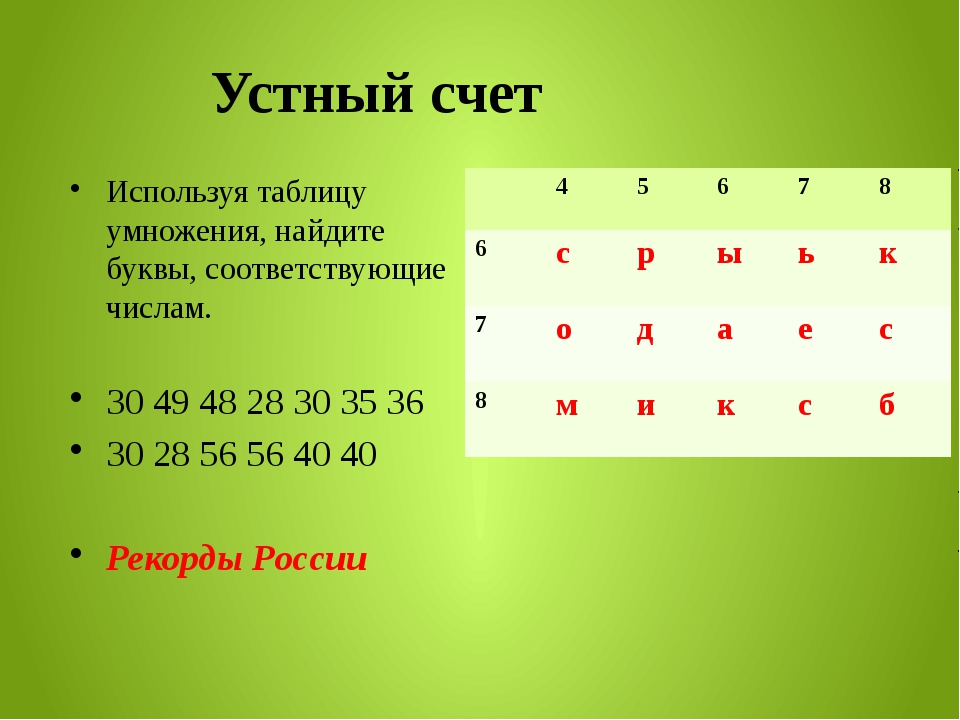 Устный счет
• Используя таблицу
умножения, найдите
буквы, соответствующие
числам.
• 30 49 48 28 30 35 36
• 30 28 56 56 40 40
• Рекорды России
4 5 6 7 8
6 с р ы ь к
7 о д а е с
8 м и к с б